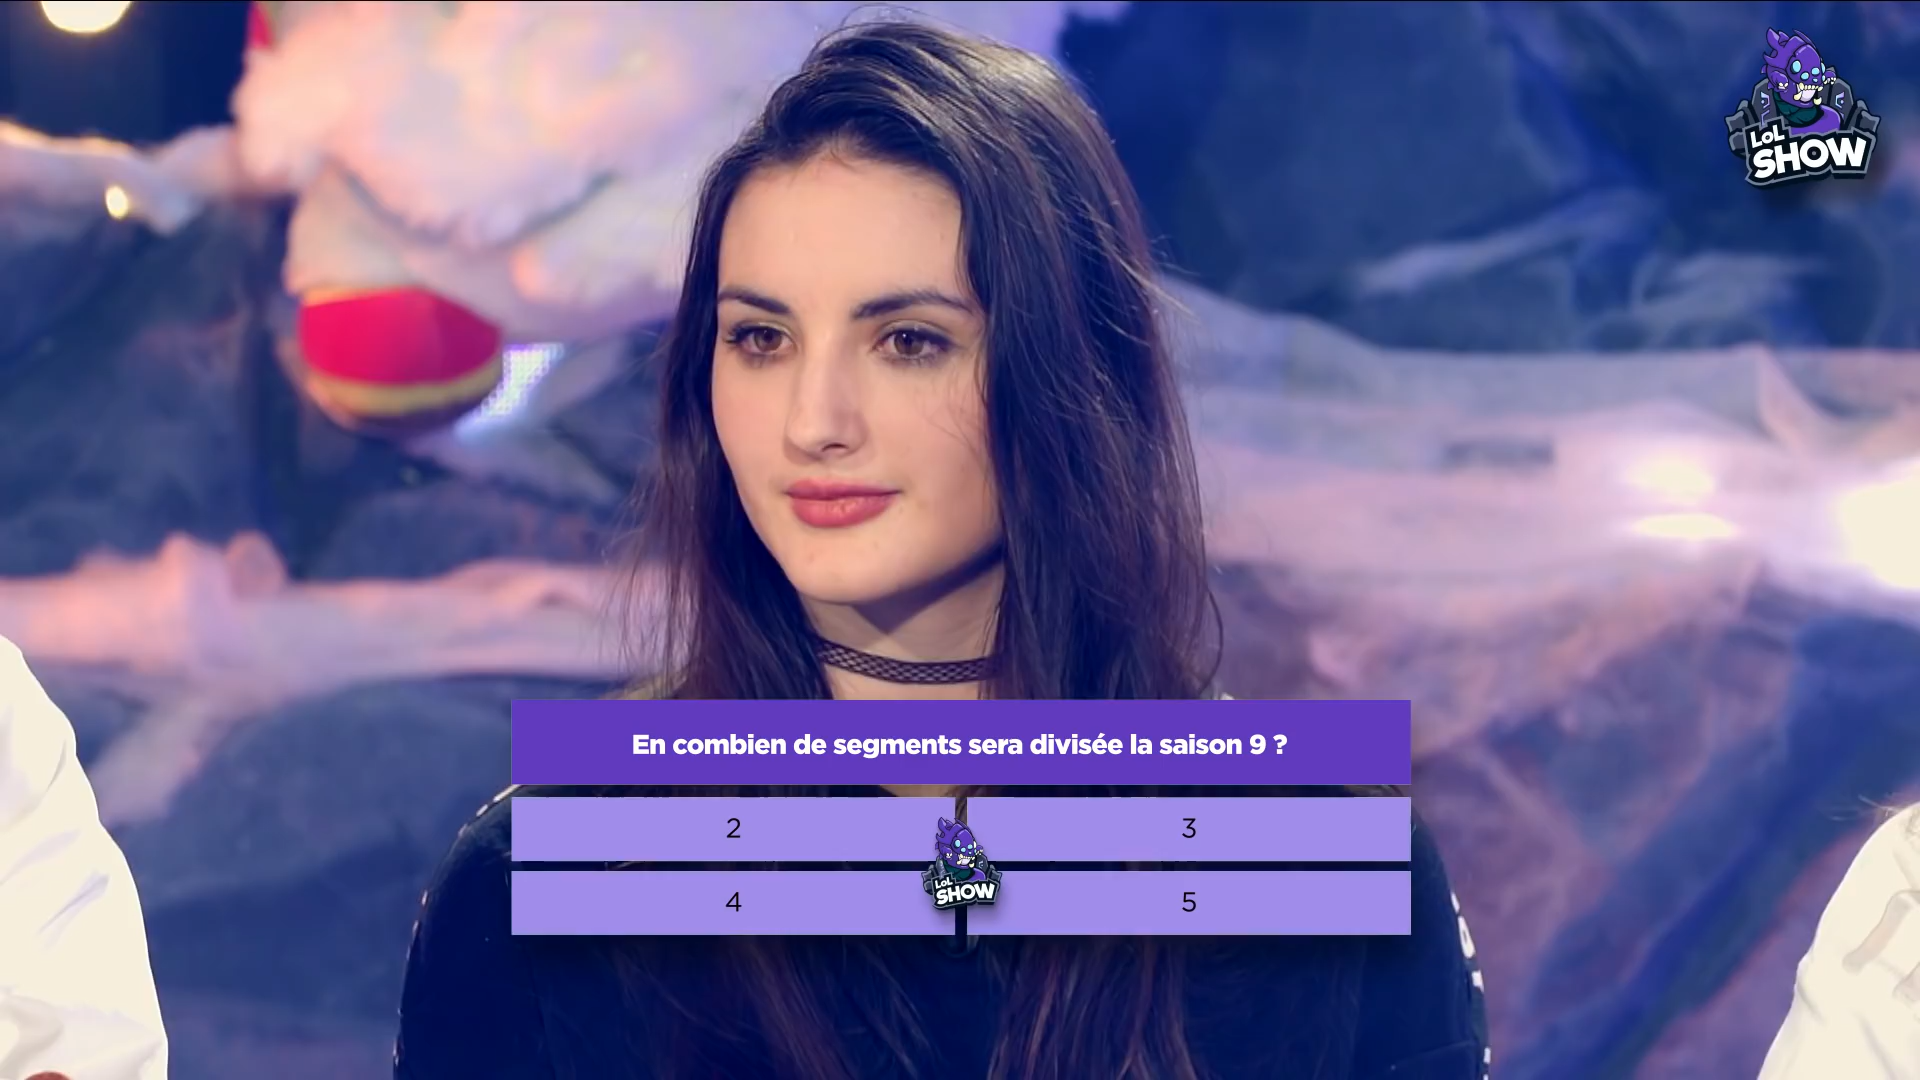 LoL
SHOW
En combien de segments sera divisée la saison 9 ?
2
3
4
5
LoL
SHOW